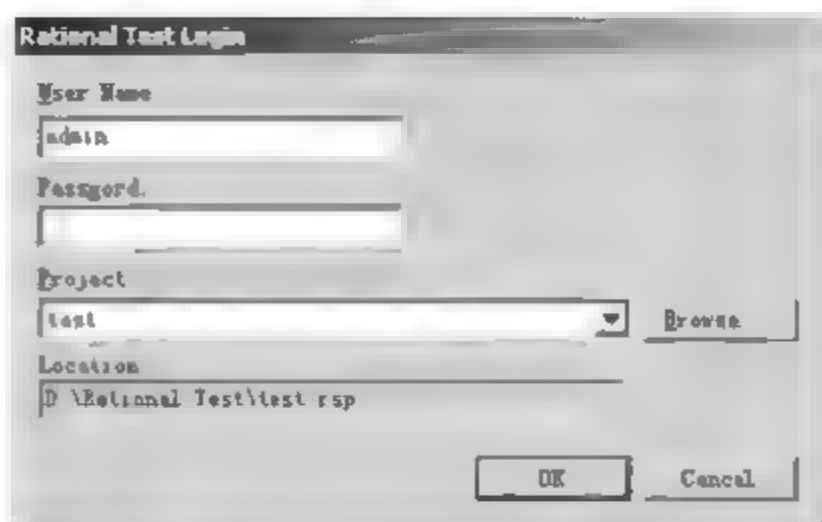 Rational Test Login
User Name
admin
Password.
Project
test
Browse
Location
D \Rational Test\test rsp
OK
Cancel